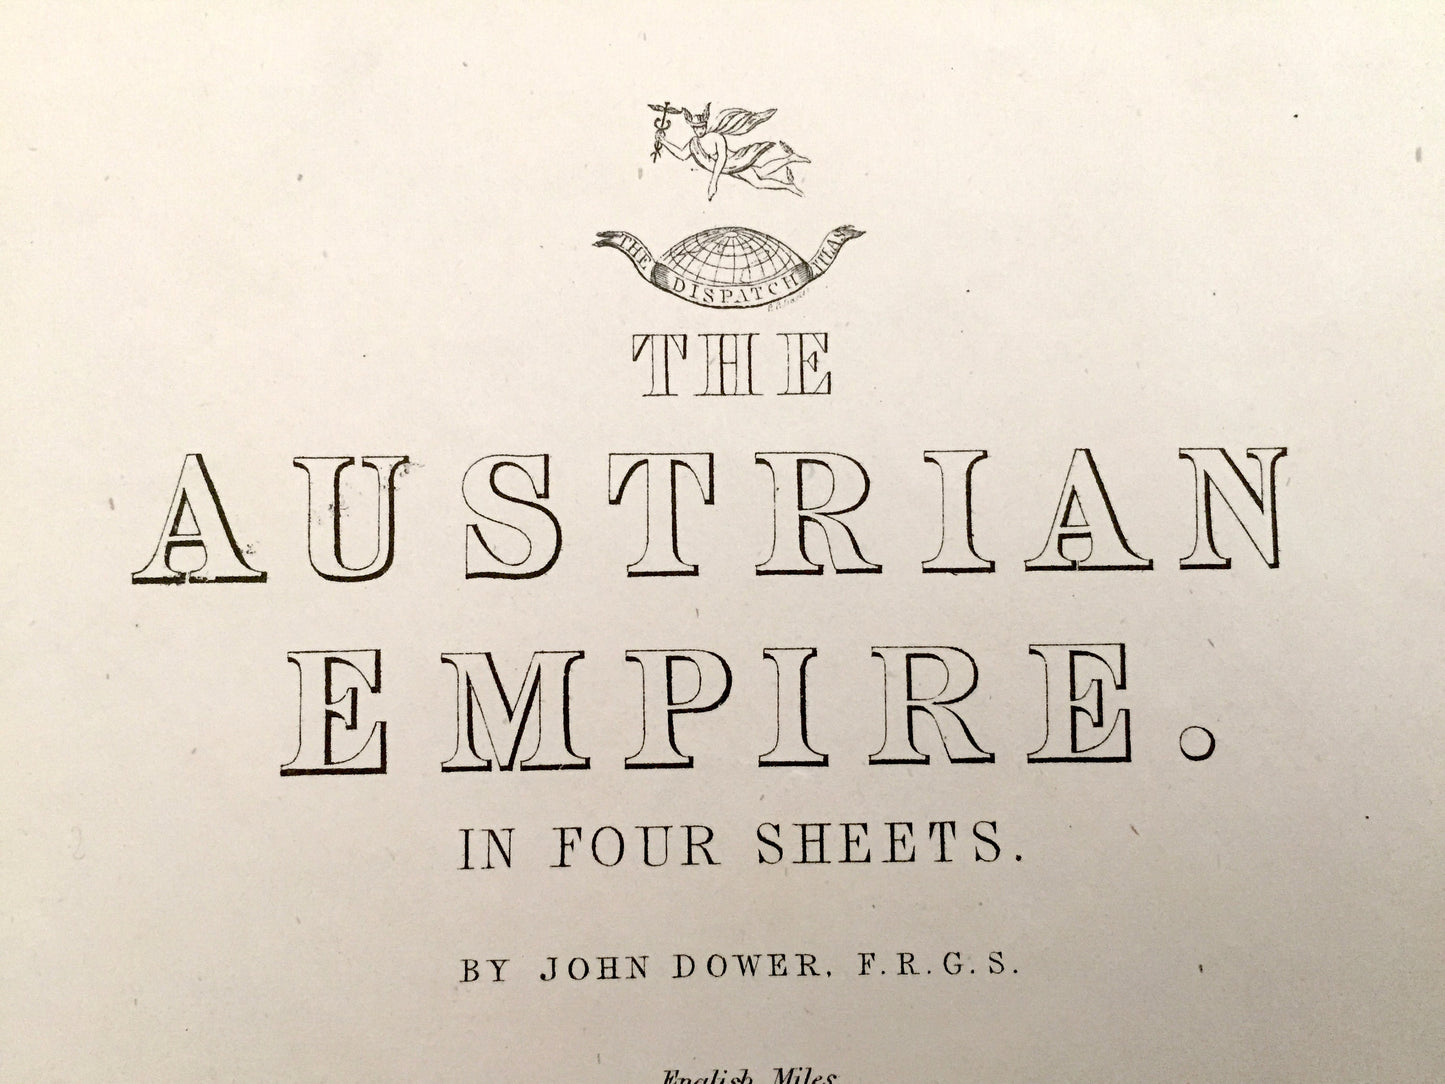 THE DISPATCH ATLAS
THE
AUSTRIAN
EMPIRE.
IN FOUR SHEETS.
BY JOHN DOWER, F.R.G.S.
English Miles